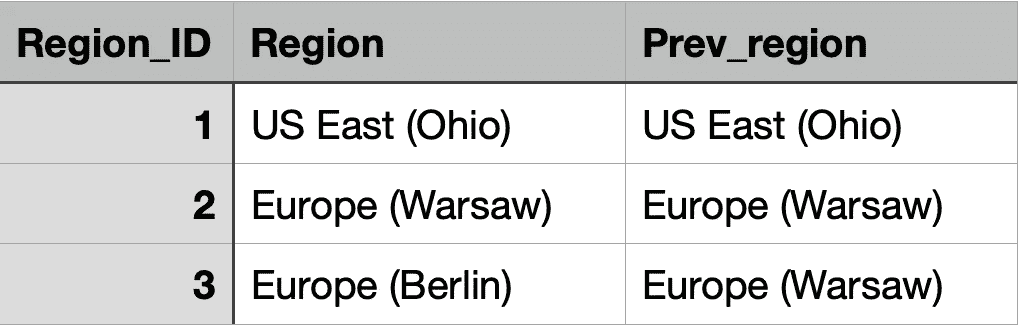 Region_ID Region Prev_region
1 US East (Ohio) US East (Ohio)
2 Europe (Warsaw) Europe (Warsaw)
3 Europe (Berlin) Europe (Warsaw)